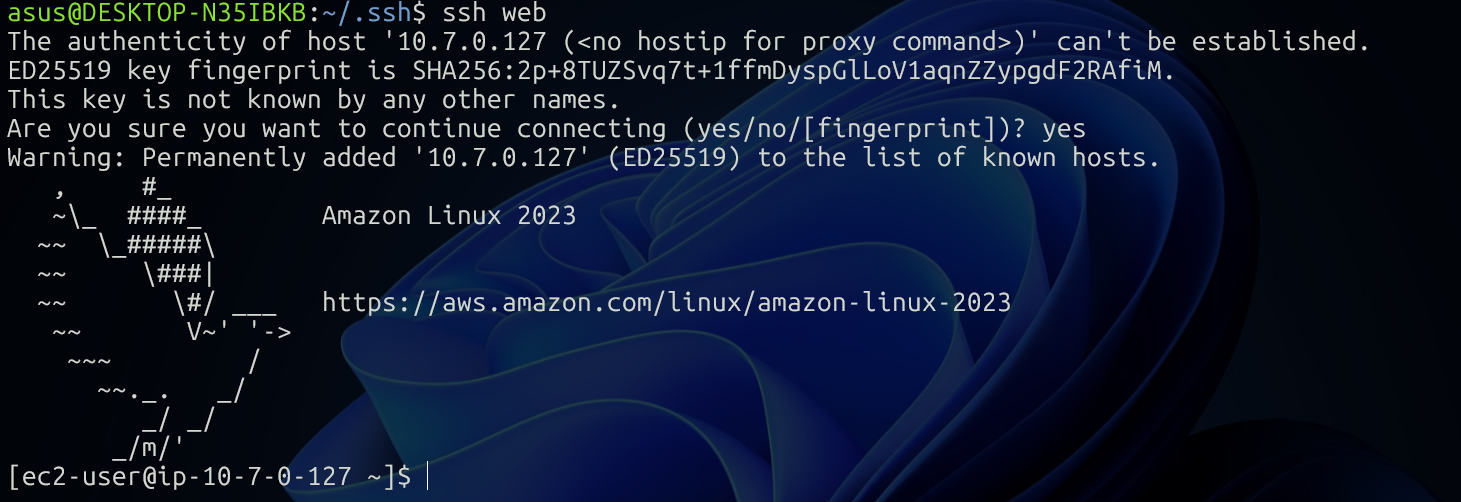 asus@DESKTOP-N35IBKB:~/.ssh$ ssh web
The authenticity of host '10.7.0.127 (<no hostip for proxy command>)' can't be established.
ED25519 key fingerprint is SHA256:2p+8TUZSvq7t+1ffmDyspGlLoV1aqnZZypgdF2RAfiM.
This key is not known by any other names.
Are you sure you want to continue connecting (yes/no/[fingerprint])? yes
Warning: Permanently added '10.7.0.127' (ED25519) to the list of known hosts.
   ,     #_
   ~\_  ####_        Amazon Linux 2023
  ~~  \_#####\
  ~~     \###|
  ~~       \#/ ___   https://aws.amazon.com/linux/amazon-linux-2023
   ~~       V~' '->
    ~~~         /
      ~~._.   _/
         _/ _/
       _/m/'
[ec2-user@ip-10-7-0-127 ~]$